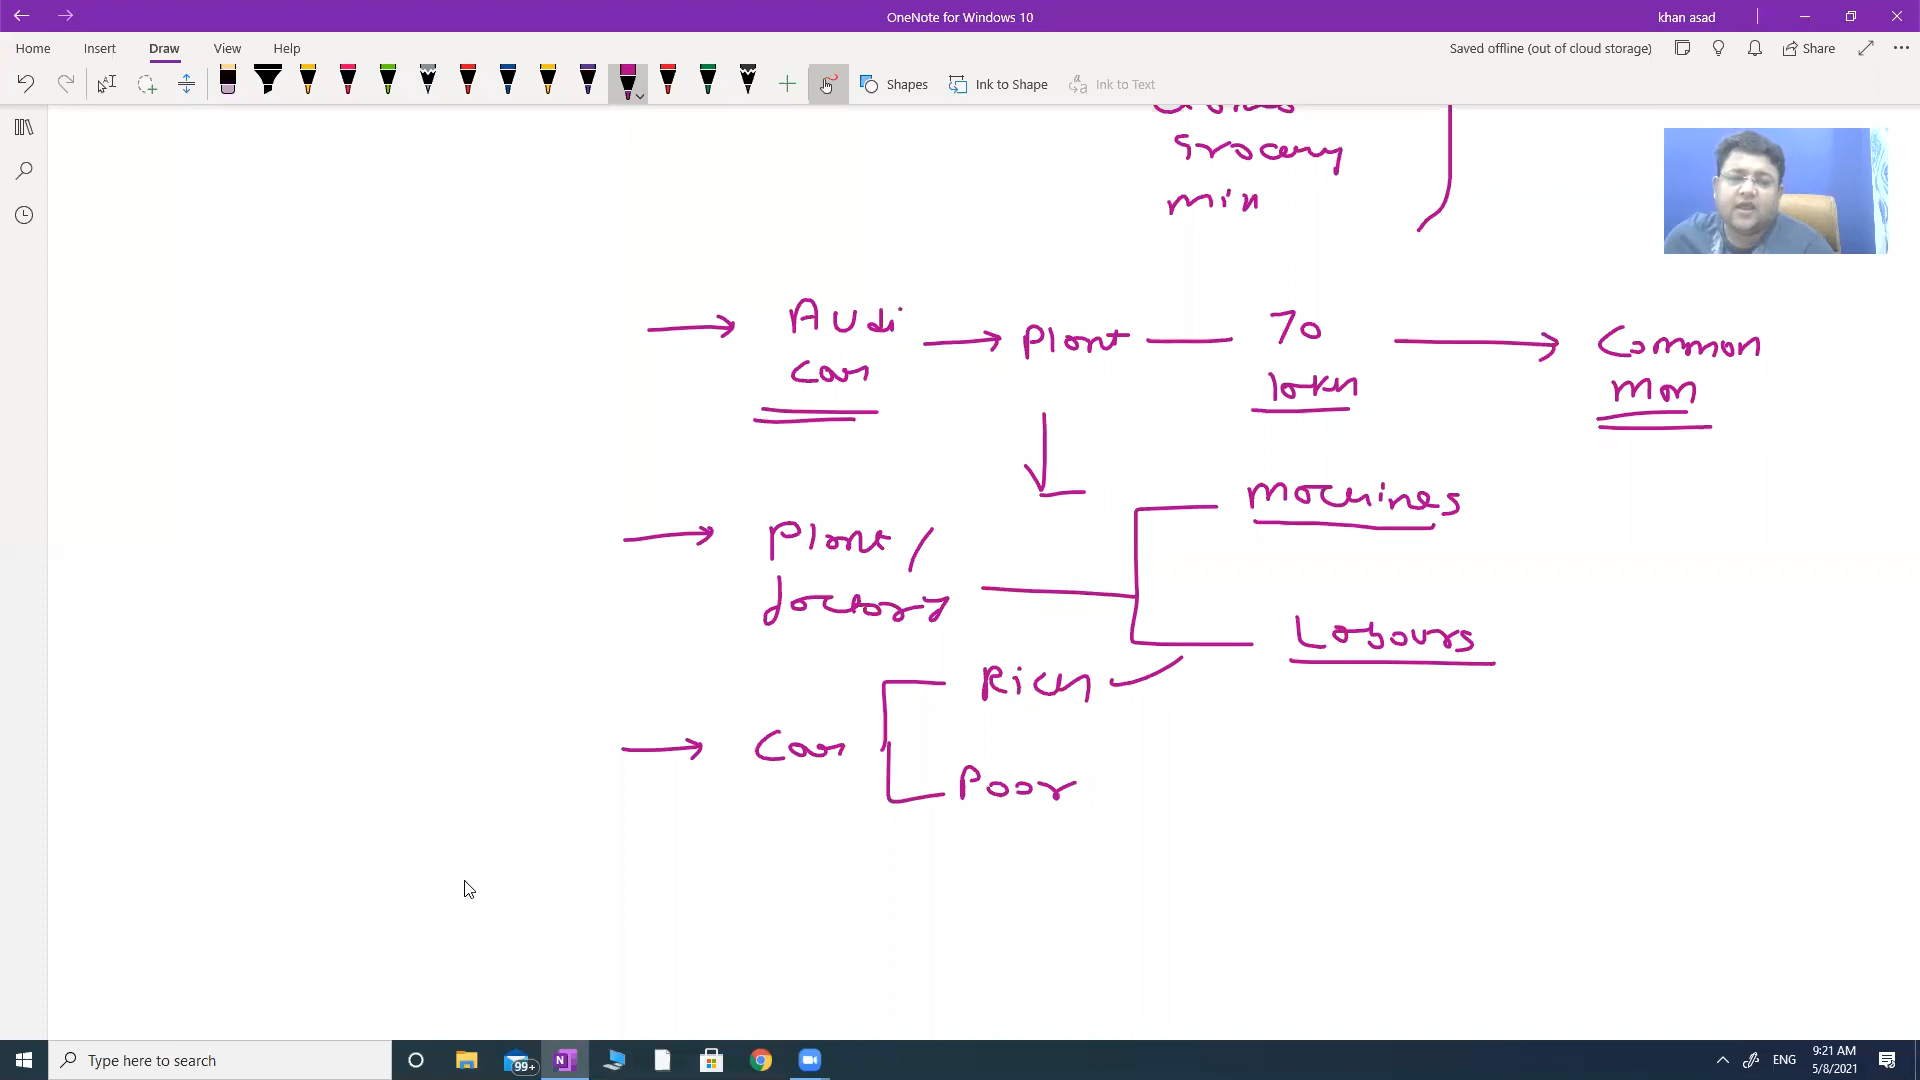 OneNote for Windows 10
khan asad
Home Insert Draw View Help
Saved offline (out of cloud storage)
Share
Shapes
Ink to Shape
Ink to Text
Grocery
min
Audi
car
Plant
70
lakh
Common
man
Machines
Plant /
factory
Labours
Rich
Car
Poor
Type here to search
99+
ENG
9:21 AM
5/8/2021